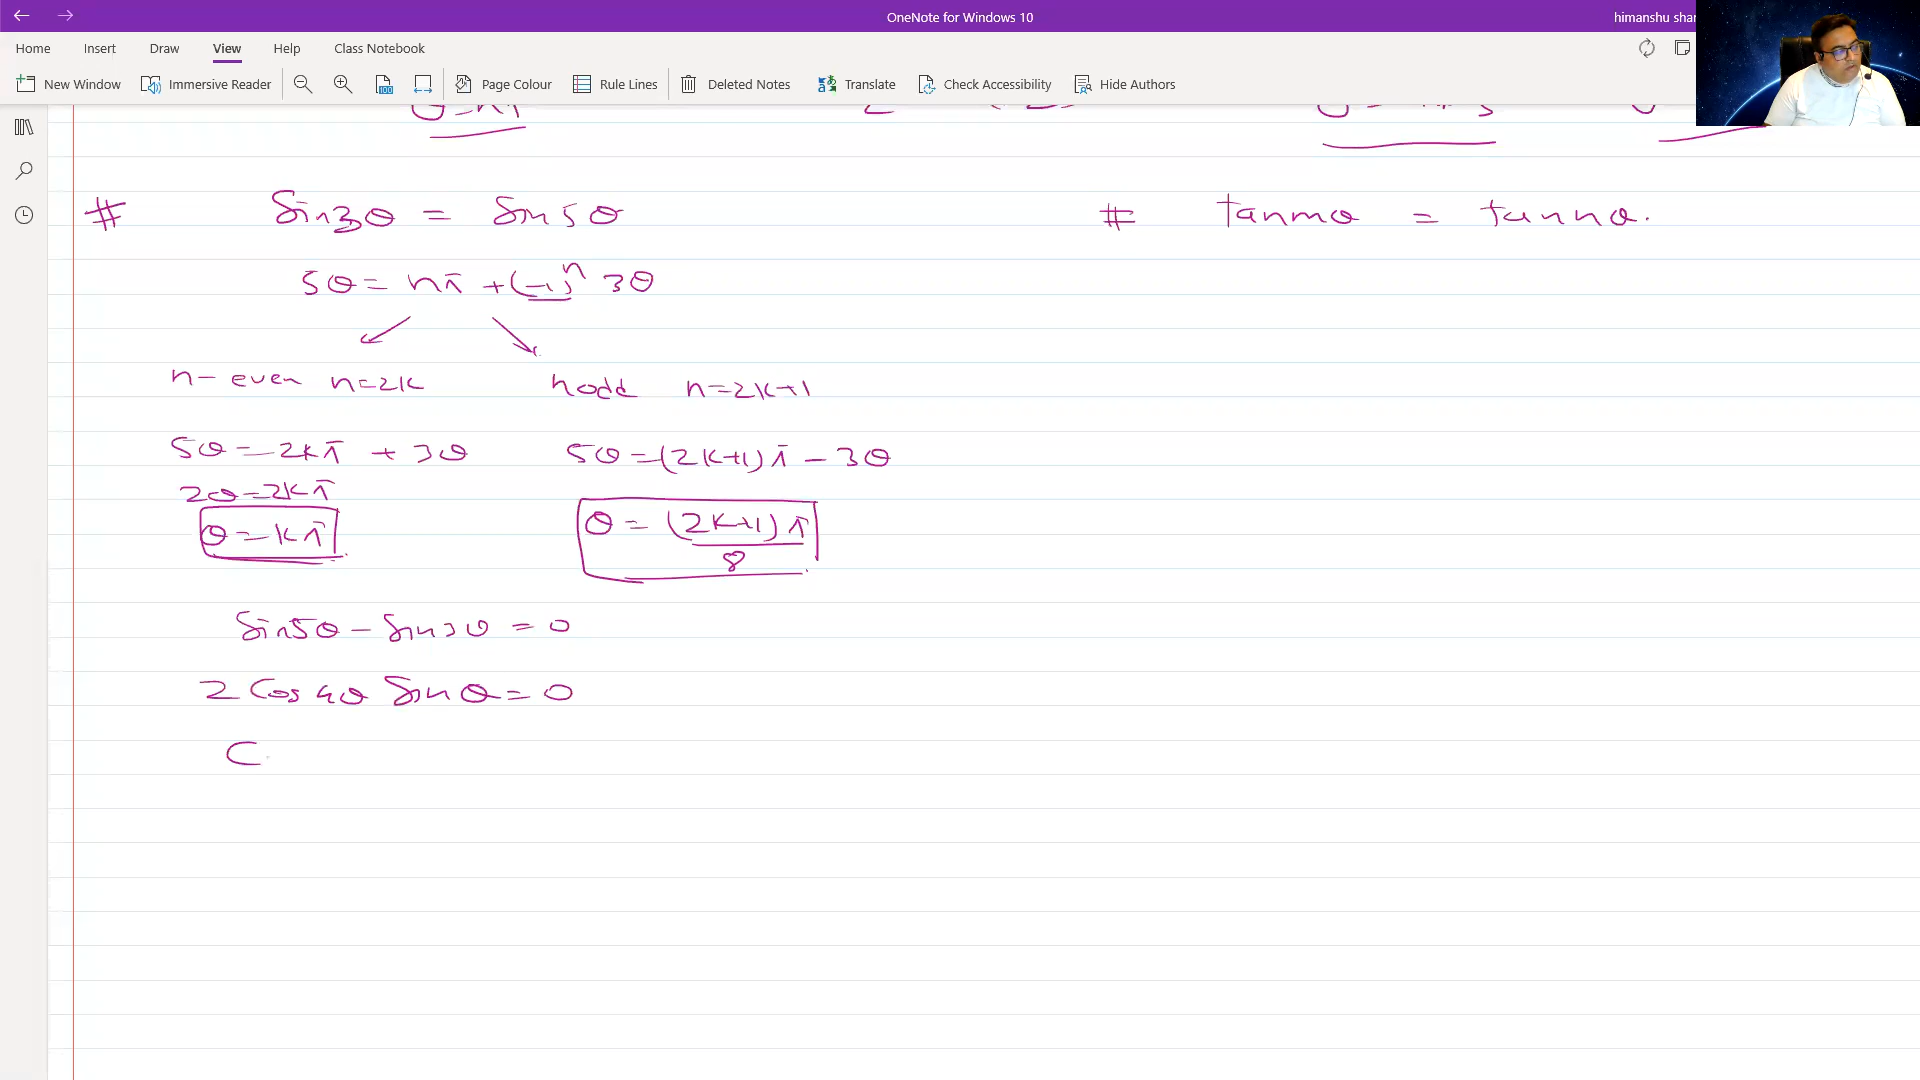 OneNote for Windows 10
himanshu shar
Home Insert Draw View Help Class Notebook
New Window Immersive Reader 100 Page Colour Rule Lines Deleted Notes Translate Check Accessibility Hide Authors
# sin3θ = sin5θ
5θ = nπ + (-1)ⁿ 3θ
n - even n=2k
n odd n=2k+1
5θ = 2kπ + 3θ
2θ = 2kπ
θ = kπ
5θ = (2k+1)π - 3θ
θ = (2k+1)π
8
sin5θ - sin3θ = 0
2 Cos4θ sinθ = 0
C
# tanmθ = tannθ.